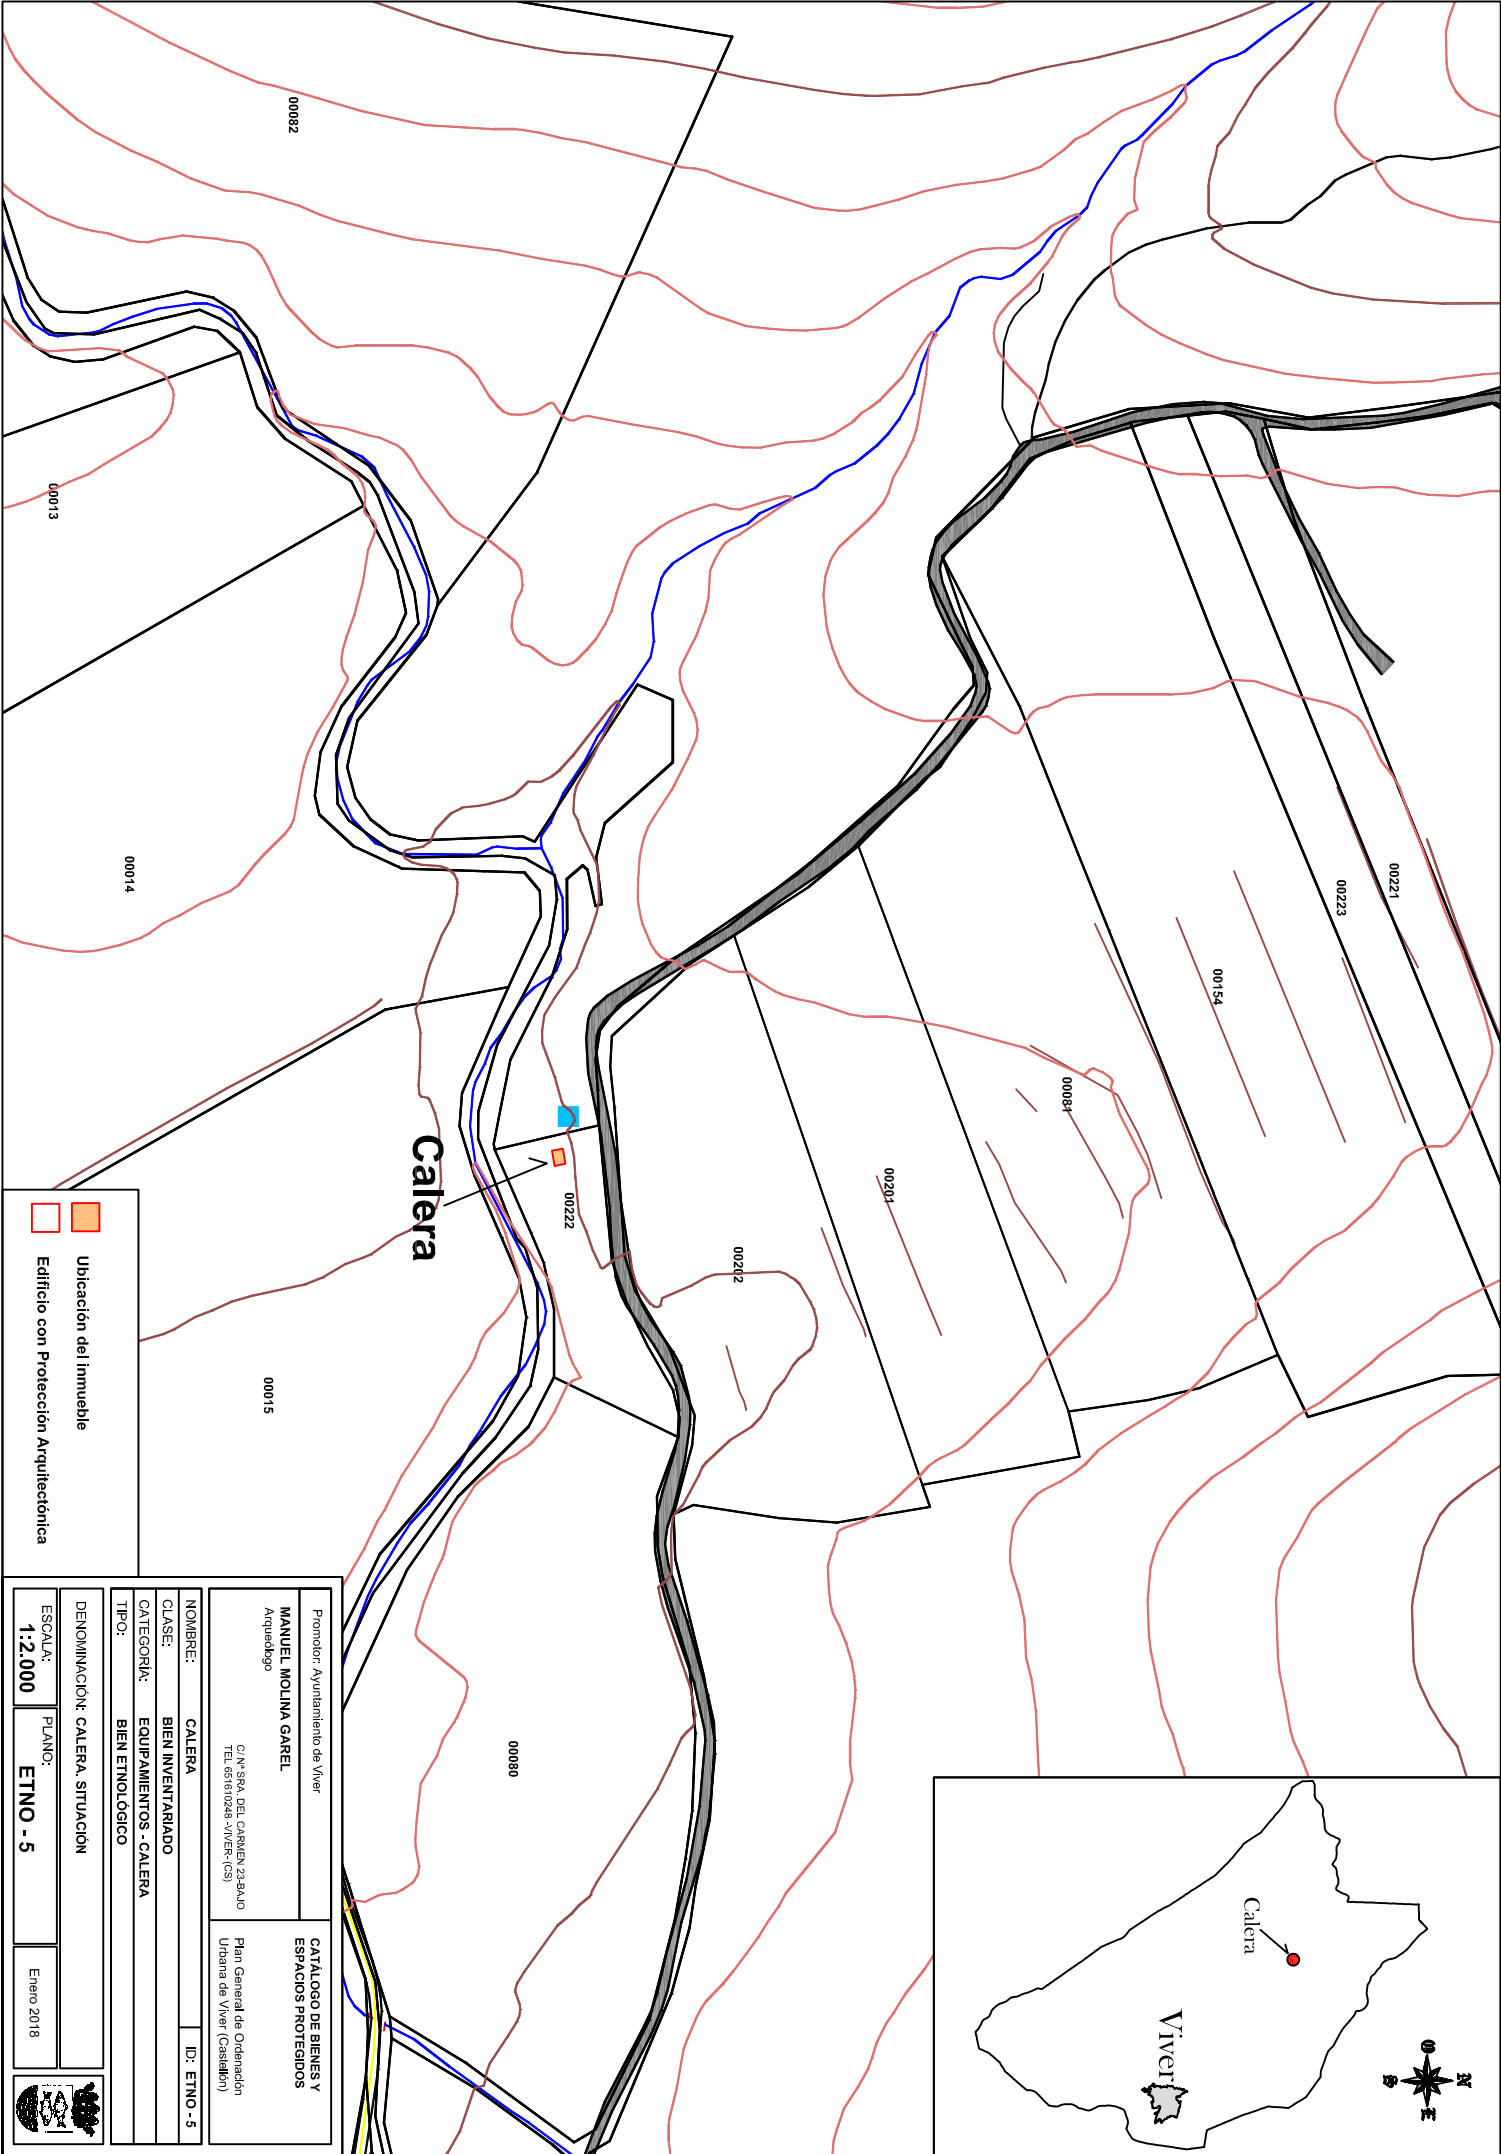 00082
00013
00014
00015
00221
00223
00154
00081
00201
00202
00222
00080
Calera
Ubicación del inmueble
Edificio con Protección Arquitectónica
Calera
Viver
N
E
S
O
Promotor: Ayuntamiento de Viver
MANUEL MOLINA GAREL
Arqueólogo
C/ Nª SRA. DEL CARMEN 23-BAJO
TEL 651610248 -VIVER- (CS)
CATÁLOGO DE BIENES Y
ESPACIOS PROTEGIDOS
Plan General de Ordenación
Urbana de Viver (Castellón)
NOMBRE: CALERA ID: ETNO - 5
CLASE: BIEN INVENTARIADO
CATEGORÍA: EQUIPAMIENTOS - CALERA
TIPO: BIEN ETNOLÓGICO
DENOMINACIÓN: CALERA. SITUACIÓN
ESCALA: PLANO:
1:2.000 ETNO - 5 Enero 2018